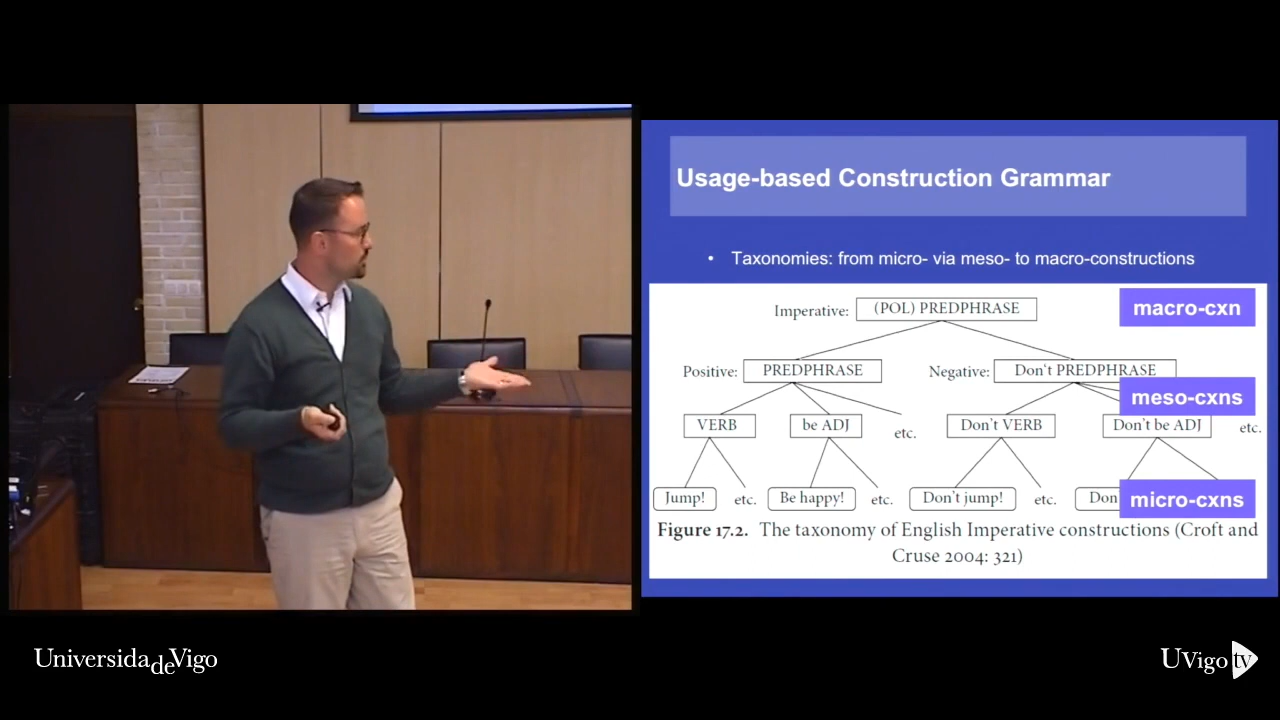 Usage-based Construction Grammar
• Taxonomies: from micro- via meso- to macro-constructions
Imperative: (POL) PREDPHRASE macro-cxn
Positive: PREDPHRASE Negative: Don't PREDPHRASE
meso-cxns
VERB be ADJ etc. Don't VERB Don't be ADJ etc.
Jump! etc. Be happy! etc. Don't jump! etc. Don micro-cxns
Figure 17.2. The taxonomy of English Imperative constructions (Croft and
Cruse 2004: 321)
UniversidadeVigo
UVigo tv